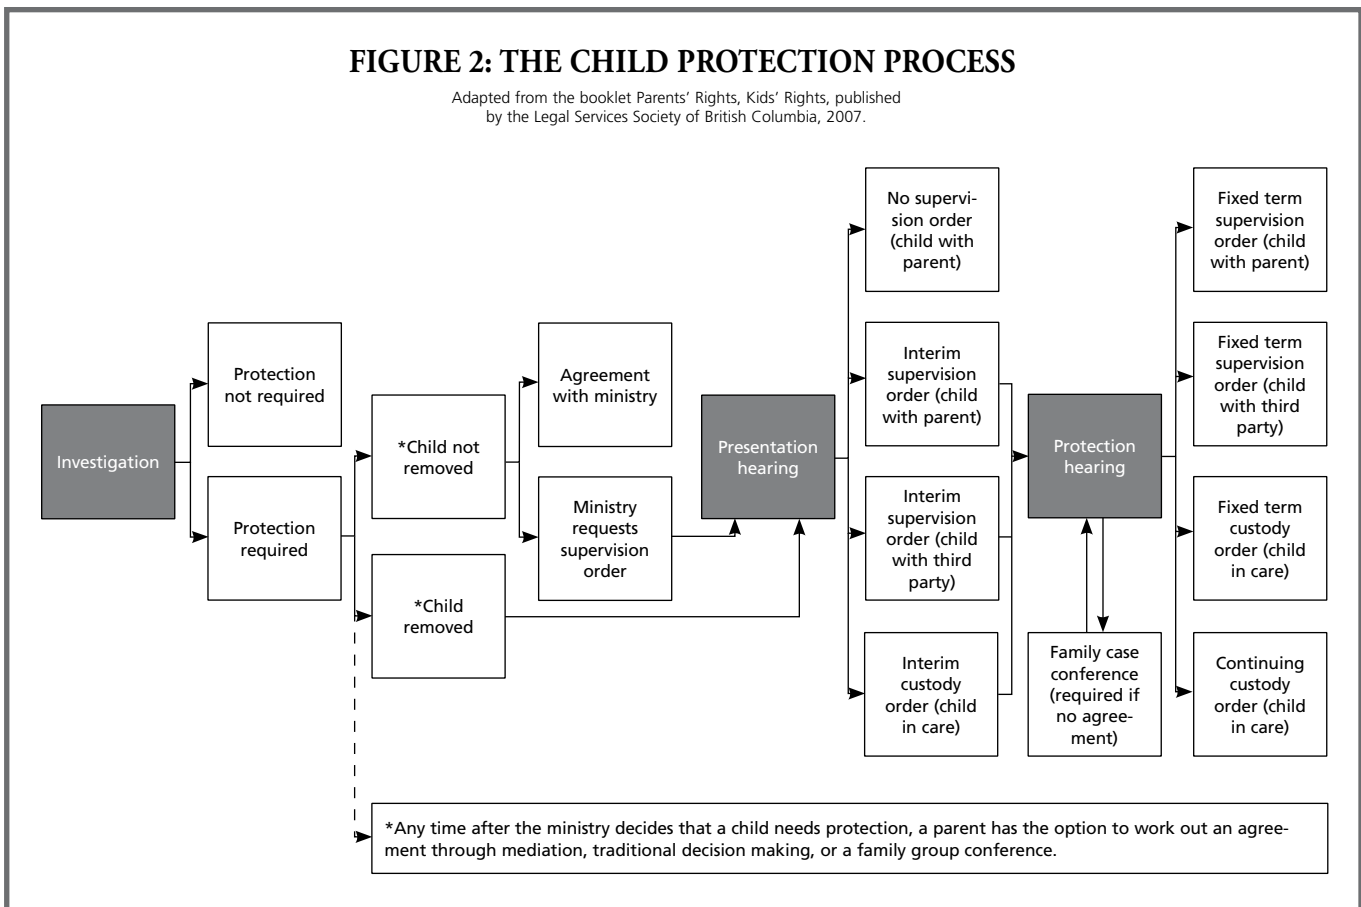 FIGURE 2: THE CHILD PROTECTION PROCESS
Adapted from the booklet Parents’ Rights, Kids’ Rights, published
by the Legal Services Society of British Columbia, 2007.
Investigation
Protection
not required
Protection
required
*Child not
removed
*Child
removed
Agreement
with ministry
Ministry
requests
supervision
order
Presentation
hearing
No supervi-
sion order
(child with
parent)
Interim
supervision
order (child
with parent)
Interim
supervision
order (child
with third
party)
Interim
custody
order (child
in care)
Protection
hearing
Family case
conference
(required if
no agree-
ment)
Fixed term
supervision
order (child
with parent)
Fixed term
supervision
order (child
with third
party)
Fixed term
custody
order (child
in care)
Continuing
custody
order (child
in care)
*Any time after the ministry decides that a child needs protection, a parent has the option to work out an agree-
ment through mediation, traditional decision making, or a family group conference.